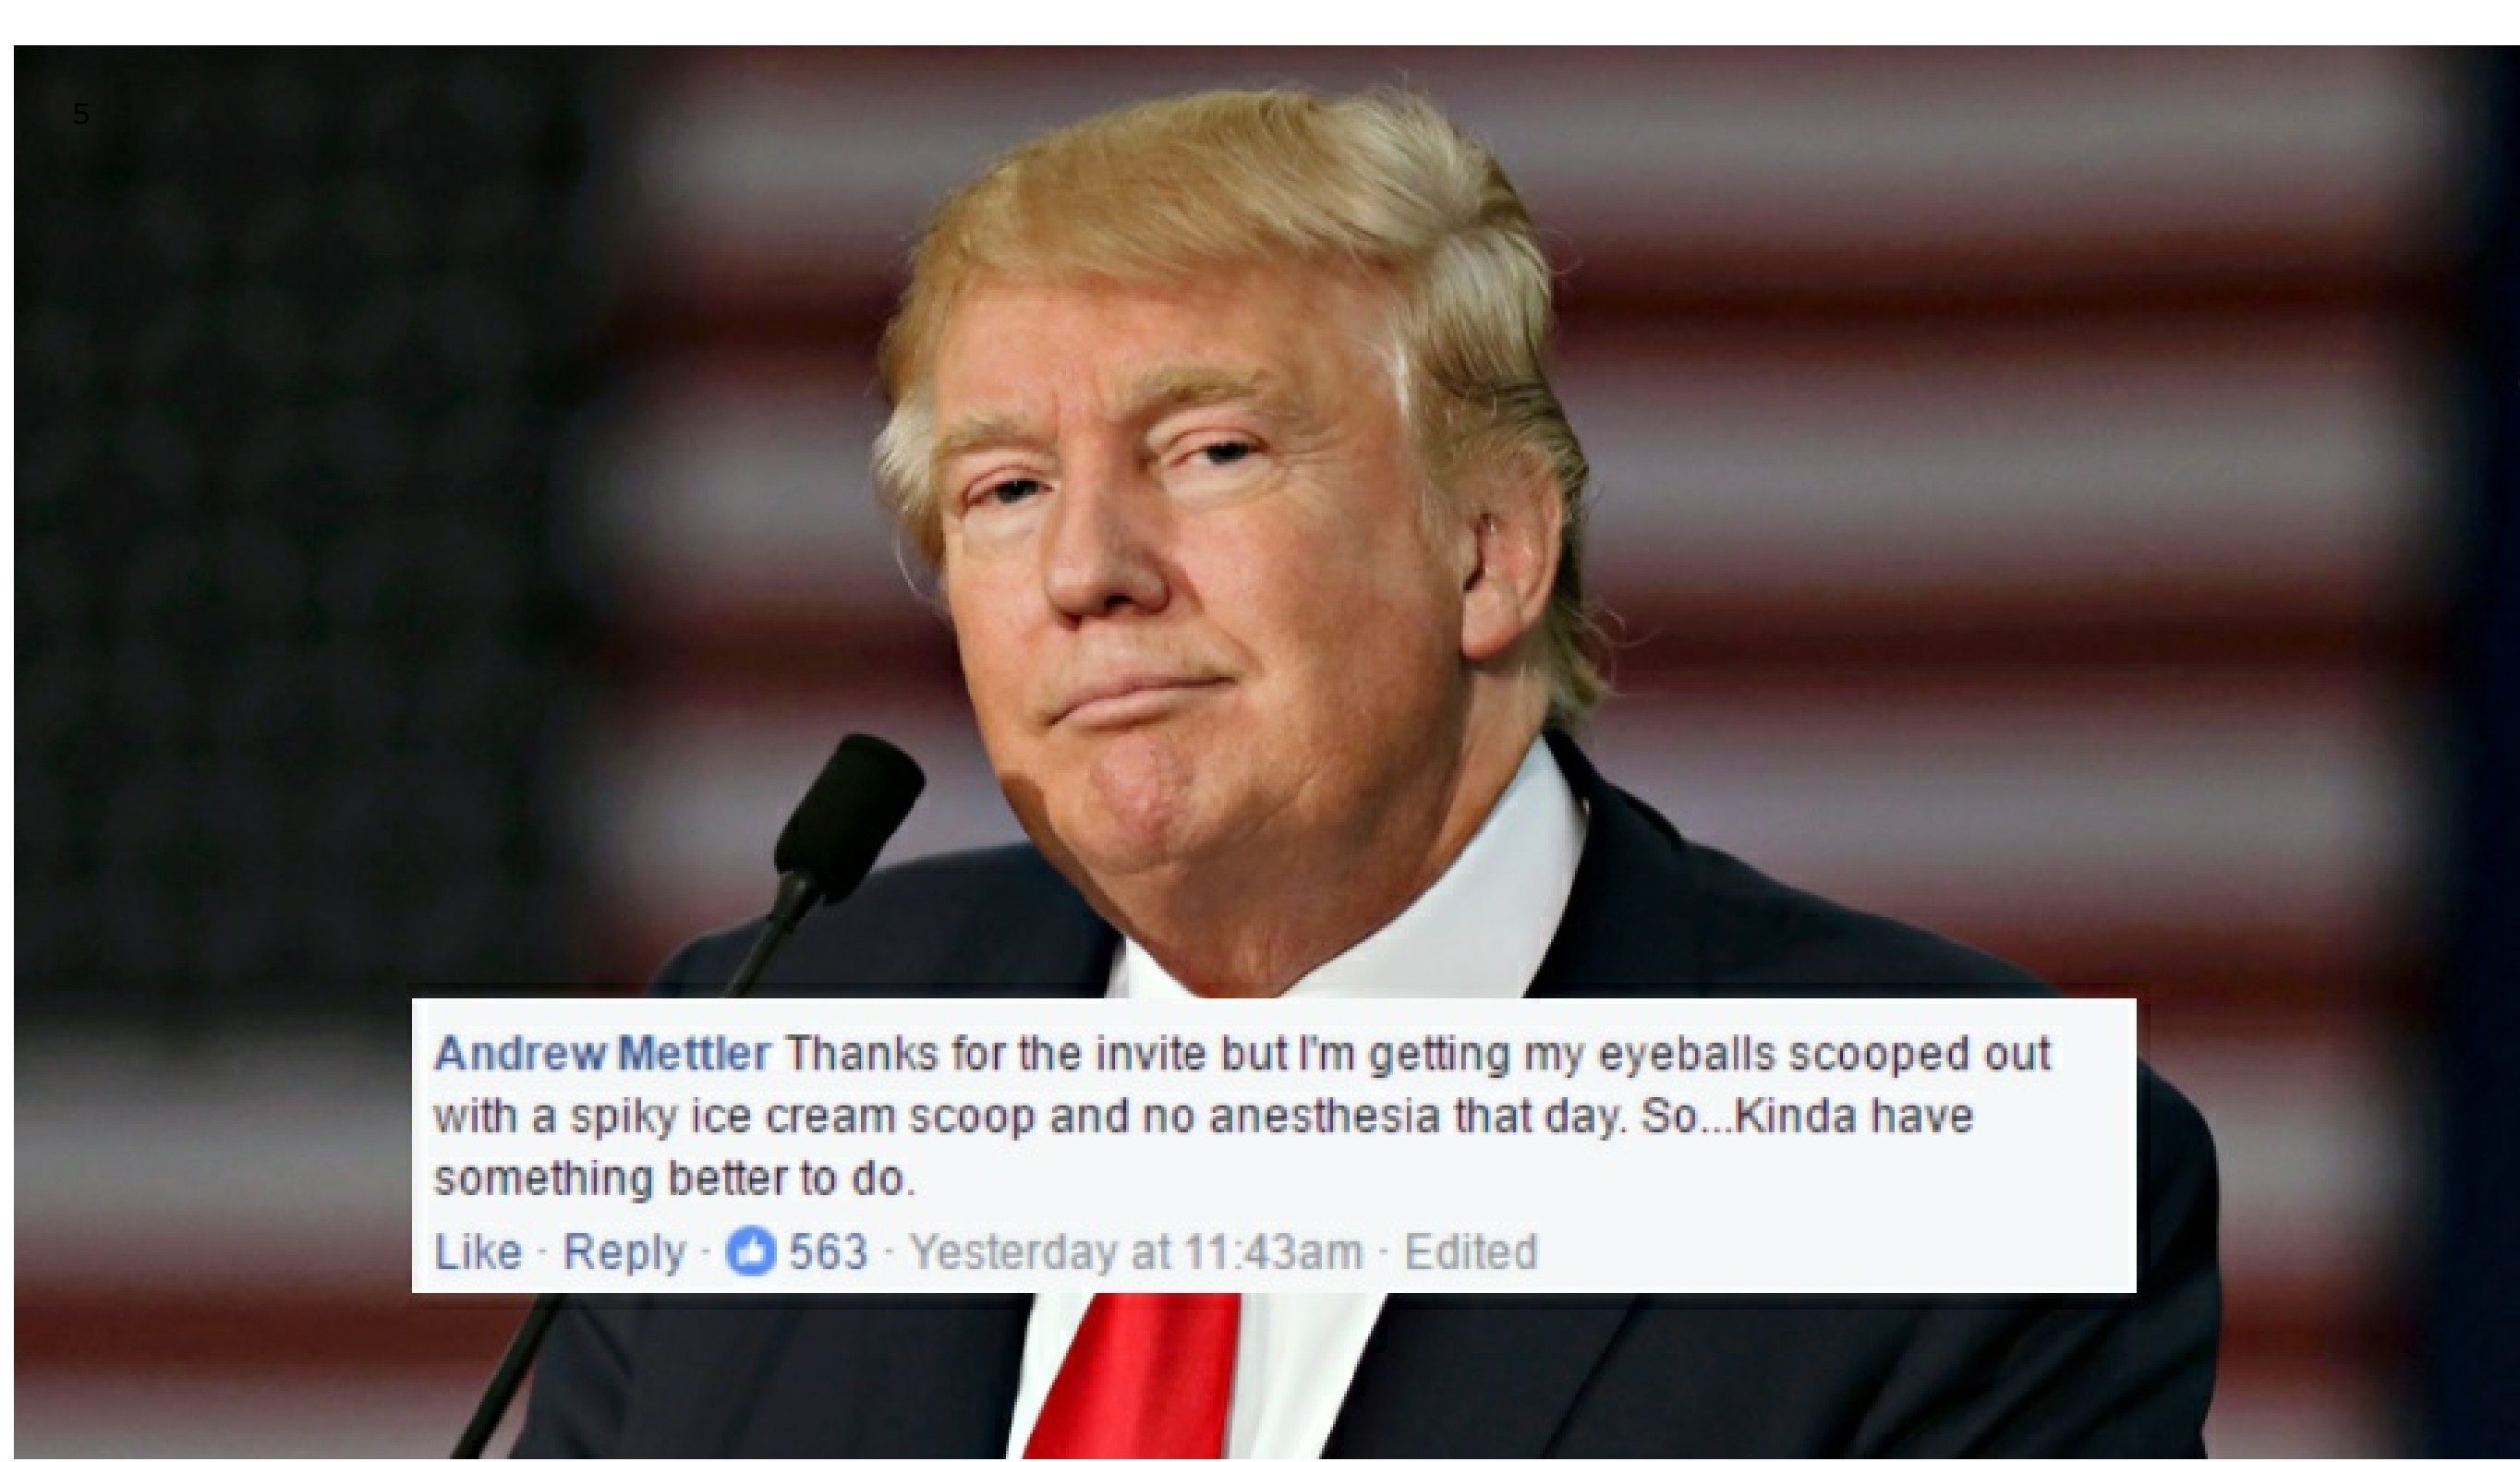 5
Andrew Mettler Thanks for the invite but I'm getting my eyeballs scooped out
with a spiky ice cream scoop and no anesthesia that day. So...Kinda have
something better to do.
Like · Reply · 563 · Yesterday at 11:43am · Edited